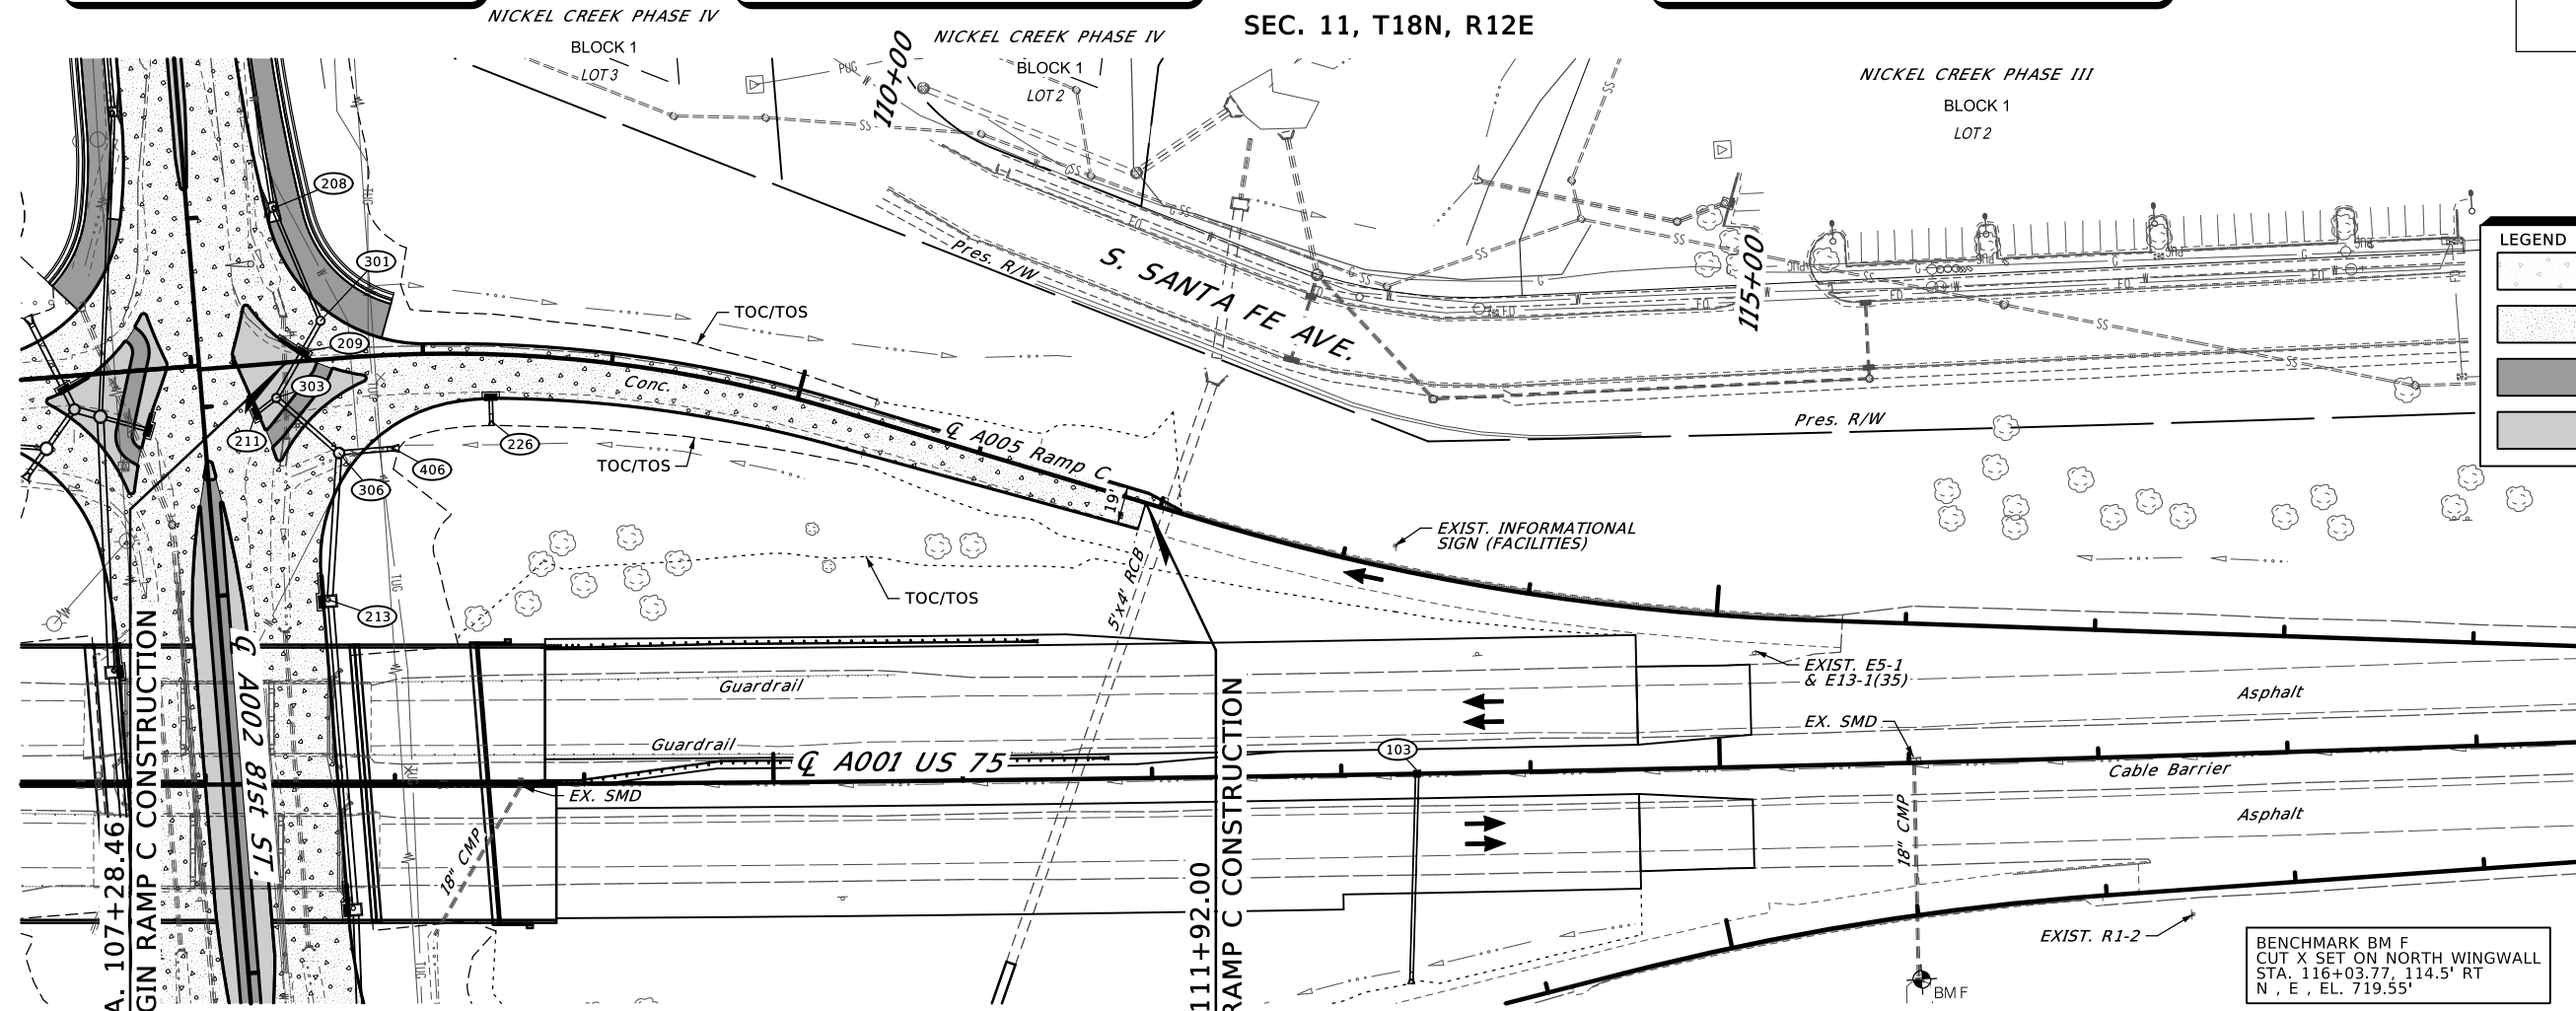 NICKEL CREEK PHASE IV
BLOCK 1
LOT 3
110+00
NICKEL CREEK PHASE IV
BLOCK 1
LOT 2
SEC. 11, T18N, R12E
NICKEL CREEK PHASE III
BLOCK 1
LOT 2
PUG
SS
208
301
209
303
211
226
406
306
213
TOC/TOS
TOC/TOS
TOC/TOS
Conc.
℄ A005 Ramp C
19'
Pres. R/W
S. SANTA FE AVE.
115+00
Pres. R/W
LEGEND
5'x4' RCB
EXIST. INFORMATIONAL
SIGN (FACILITIES)
EXIST. E5-1
& E13-1(35)
EX. SMD
Asphalt
Guardrail
Guardrail
℄ A001 US 75
103
Cable Barrier
Asphalt
EX. SMD
18" CMP
18" CMP
℄ A002 81st ST.
A. 107+28.46
GIN RAMP C CONSTRUCTION
111+92.00
RAMP C CONSTRUCTION
EXIST. R1-2
BM F
BENCHMARK BM F
CUT X SET ON NORTH WINGWALL
STA. 116+03.77, 114.5' RT
N , E , EL. 719.55'